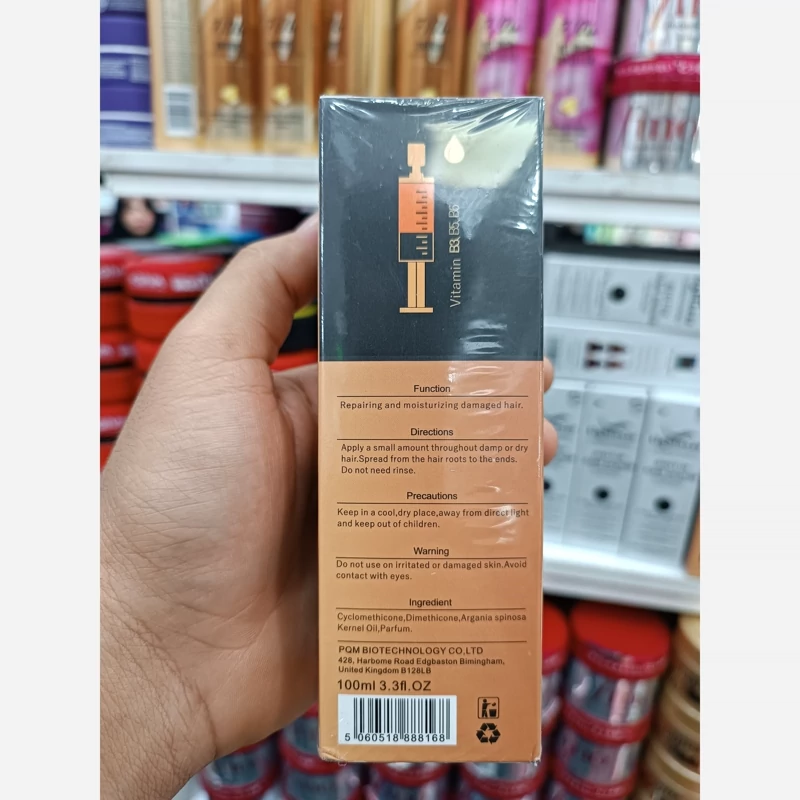 Vitamin B3,B5,B6
Function
Repairing and moisturizing damaged hair.
Directions
Apply a small amount throughout damp or dry
hair.Spread from the hair roots to the ends.
Do not need rinse.
Precautions
Keep in a cool,dry place,away from direct light
and keep out of children.
Warning
Do not use on irritated or damaged skin.Avoid
contact with eyes.
Ingredient
Cyclomethicone,Dimethicone,Argania spinosa
Kernel Oil,Parfum.
PQM BIOTECHNOLOGY CO,LTD
428, Harbome Road Edgbaston Bimingham,
United Kingdom B128LB
100ml 3.3fl.OZ
5 060518 888168